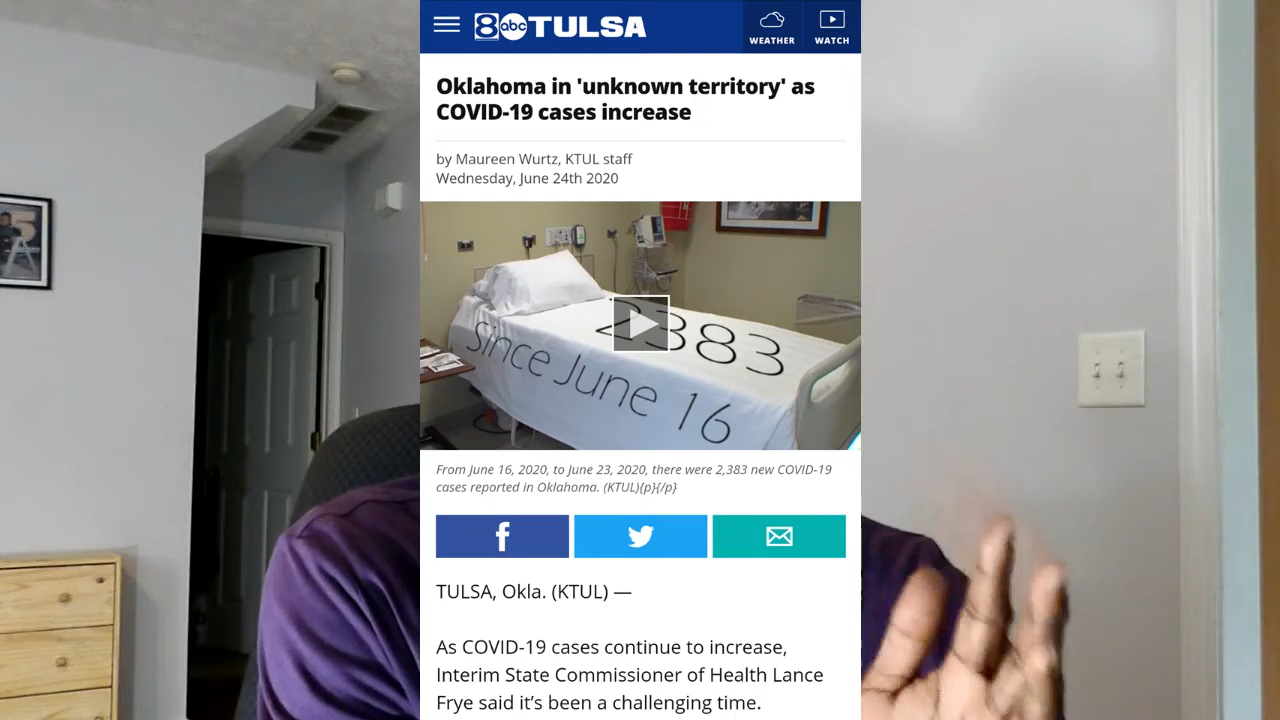 8 abc TULSA
WEATHER
WATCH
Oklahoma in 'unknown territory' as
COVID-19 cases increase
by Maureen Wurtz, KTUL staff
Wednesday, June 24th 2020
2383
Since June 16
From June 16, 2020, to June 23, 2020, there were 2,383 new COVID-19
cases reported in Oklahoma. (KTUL){p}{/p}
f
TULSA, Okla. (KTUL) —
As COVID-19 cases continue to increase,
Interim State Commissioner of Health Lance
Frye said it's been a challenging time.